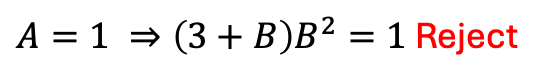 A = 1 ⇒ (3 + B)B² = 1 Reject